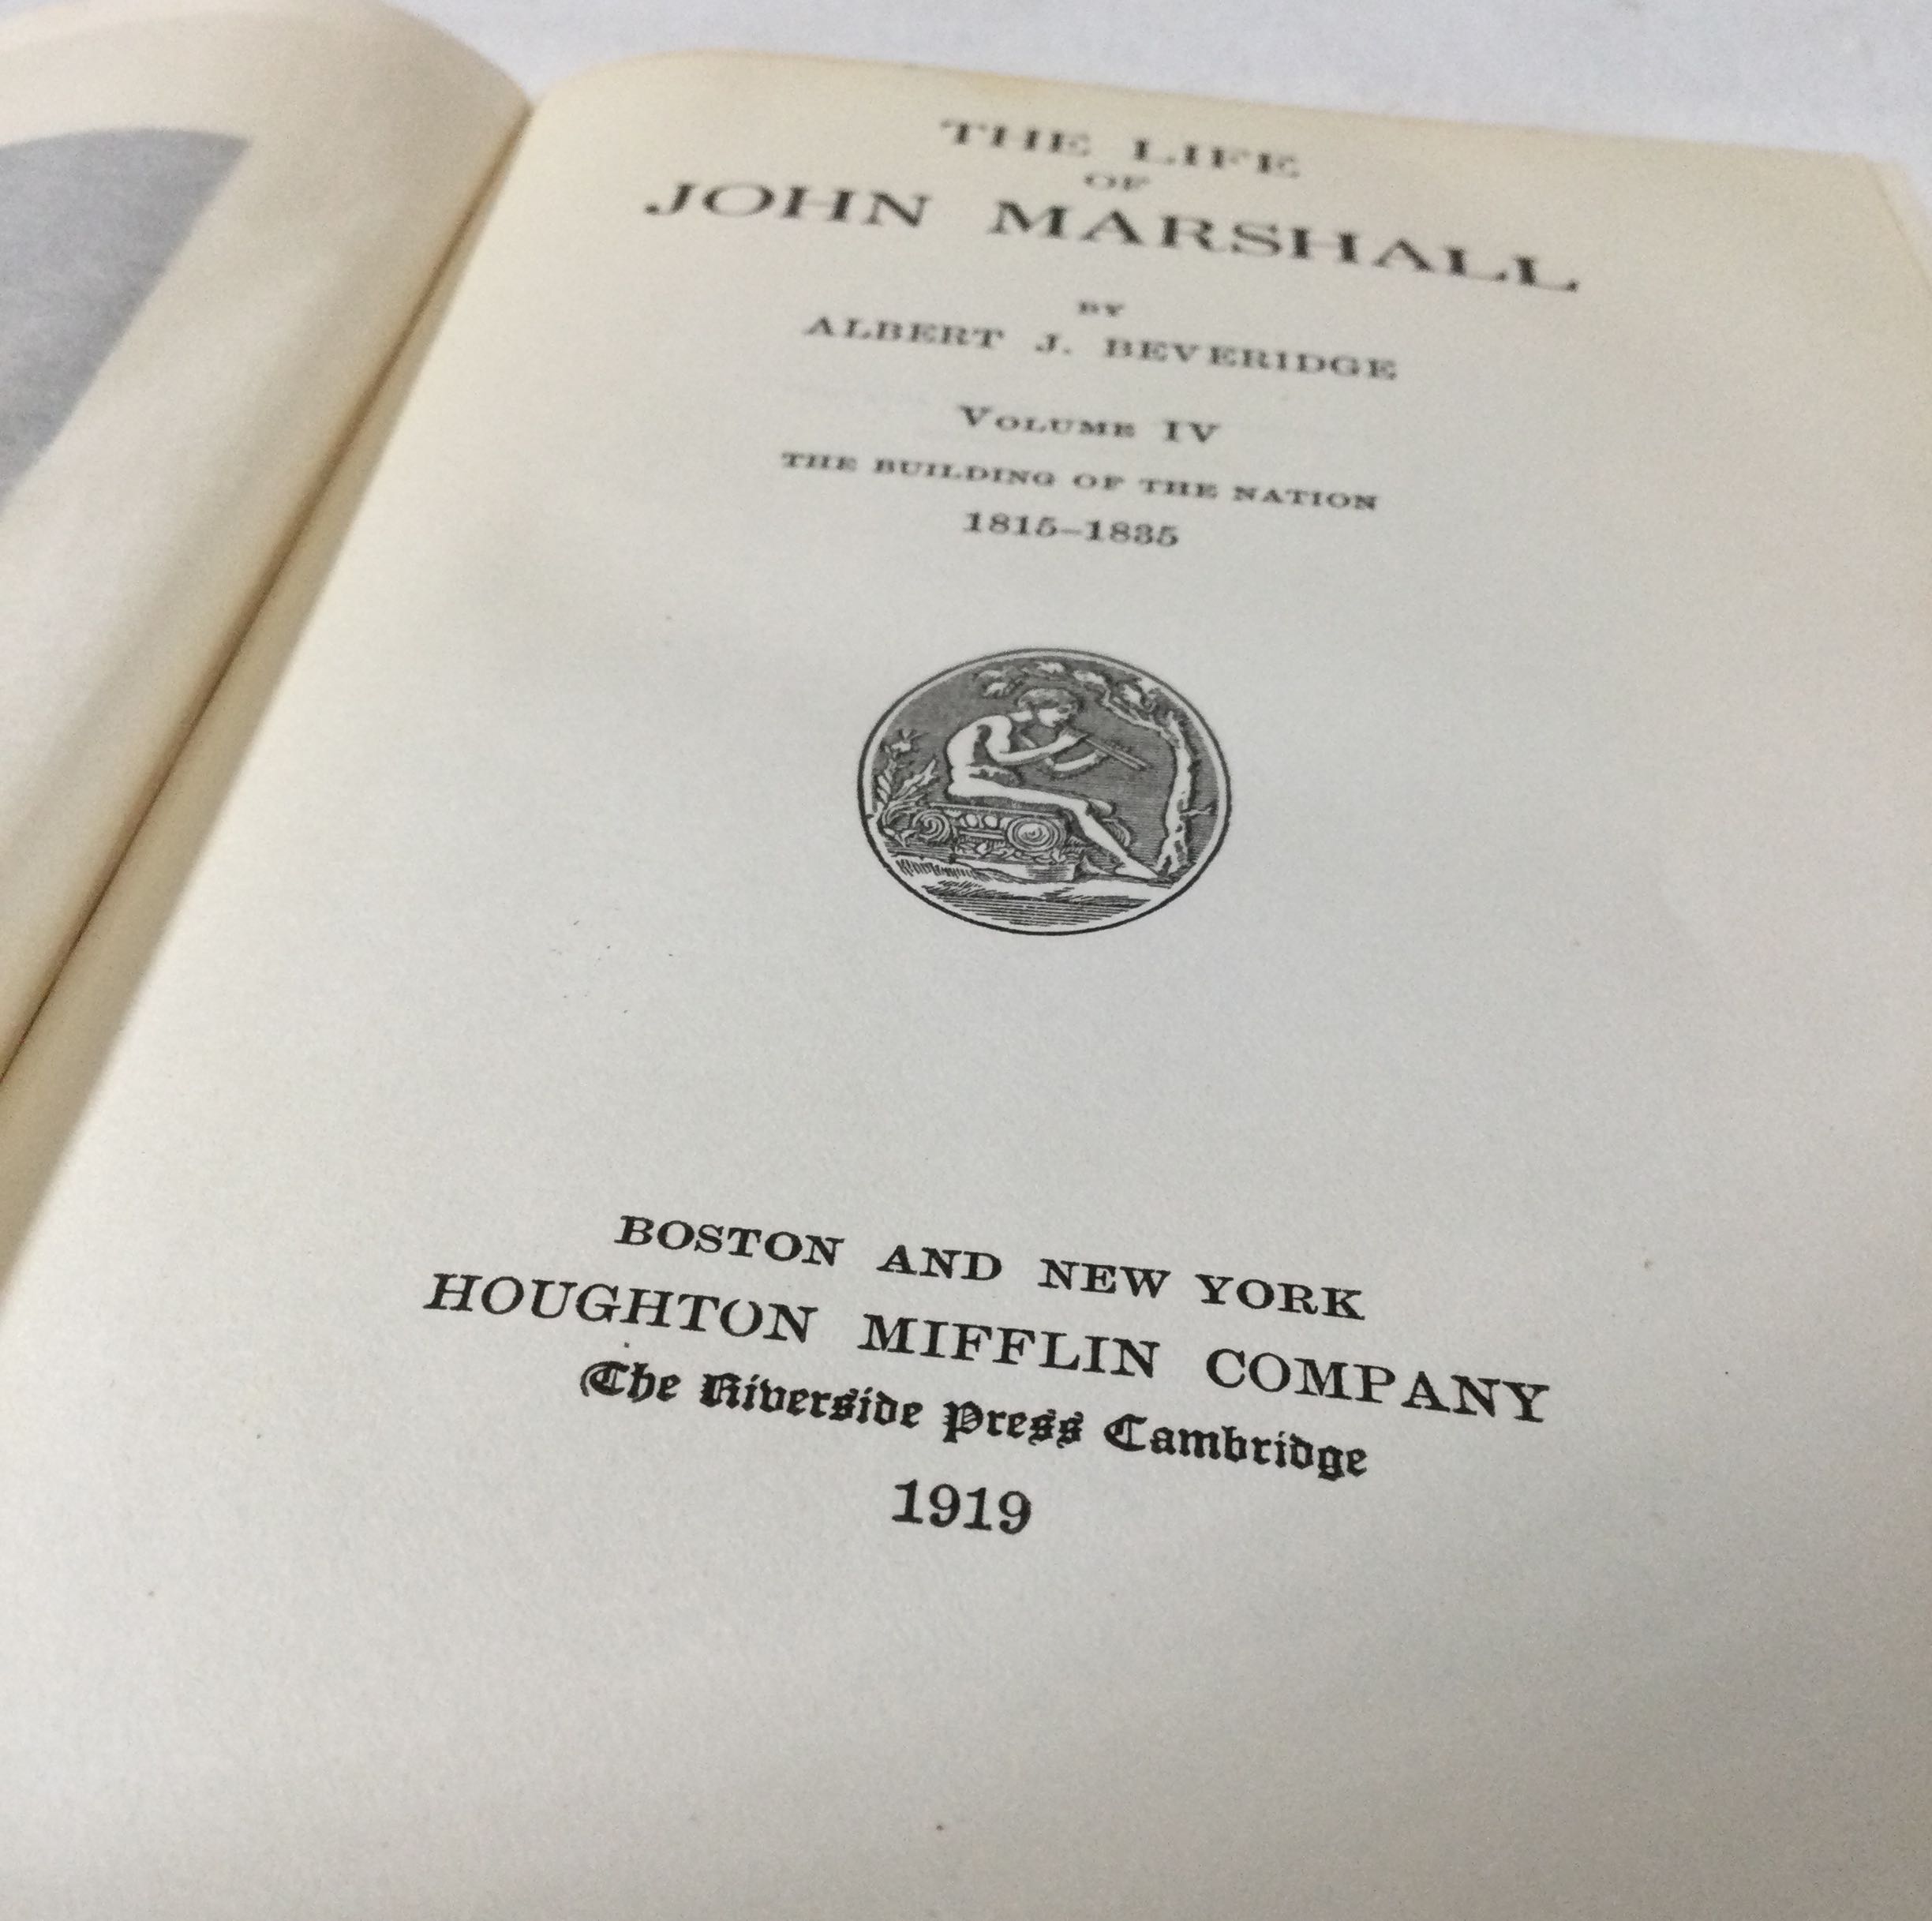 THE LIFE
OF
JOHN MARSHALL
BY
ALBERT J. BEVERIDGE
VOLUME IV
THE BUILDING OF THE NATION
1815–1835
BOSTON AND NEW YORK
HOUGHTON MIFFLIN COMPANY
The Riverside Press Cambridge
1919